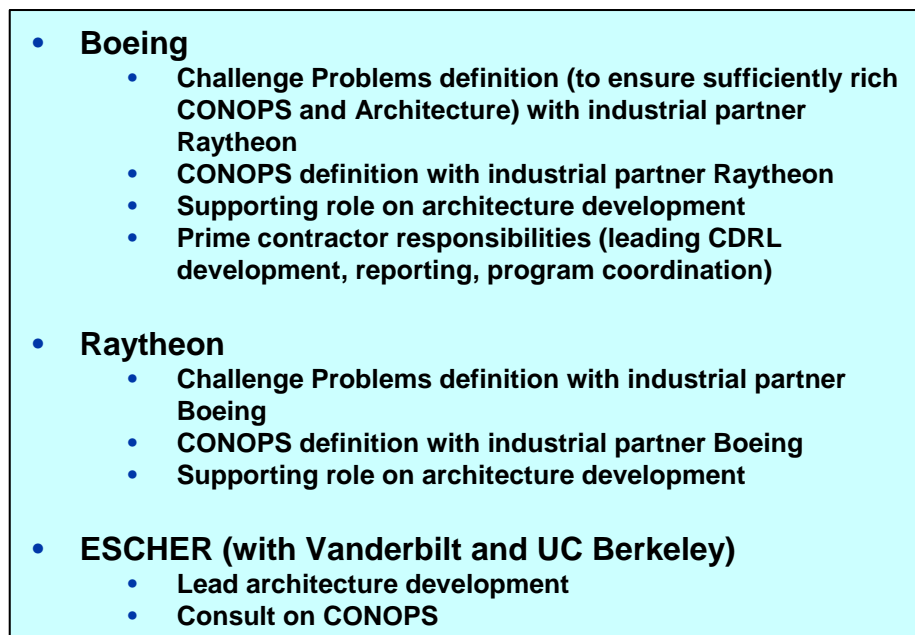 • Boeing
• Challenge Problems definition (to ensure sufficiently rich
CONOPS and Architecture) with industrial partner
Raytheon
• CONOPS definition with industrial partner Raytheon
• Supporting role on architecture development
• Prime contractor responsibilities (leading CDRL
development, reporting, program coordination)
• Raytheon
• Challenge Problems definition with industrial partner
Boeing
• CONOPS definition with industrial partner Boeing
• Supporting role on architecture development
• ESCHER (with Vanderbilt and UC Berkeley)
• Lead architecture development
• Consult on CONOPS